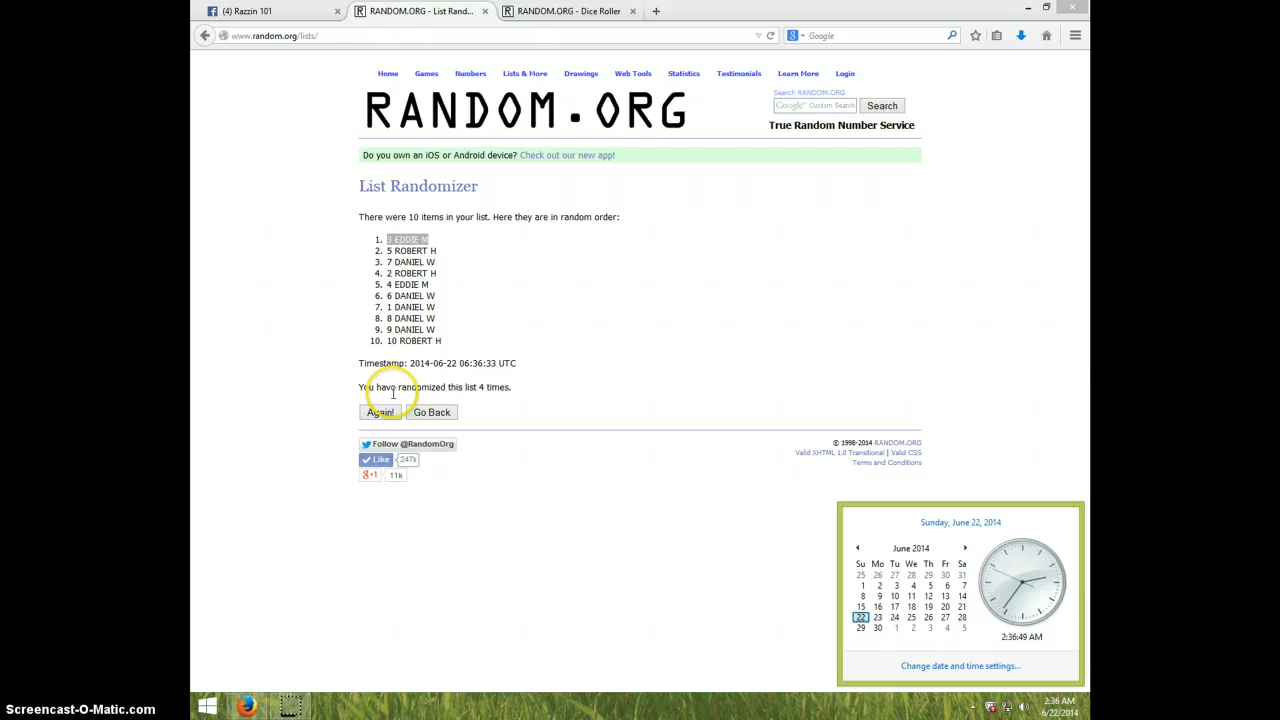 (4) Razzin 101
RANDOM.ORG - List Rand...
RANDOM.ORG - Dice Roller
www.random.org/lists/
Google
Home Games Numbers Lists & More Drawings Web Tools Statistics Testimonials Learn More Login
RANDOM.ORG
Search RANDOM.ORG
Google™ Custom Search
Search
True Random Number Service
Do you own an iOS or Android device? Check out our new app!
List Randomizer
There were 10 items in your list. Here they are in random order:
1. 3 EDDIE M
2. 5 ROBERT H
3. 7 DANIEL W
4. 2 ROBERT H
5. 4 EDDIE M
6. 6 DANIEL W
7. 1 DANIEL W
8. 8 DANIEL W
9. 9 DANIEL W
10. 10 ROBERT H
Timestamp: 2014-06-22 06:36:33 UTC
You have randomized this list 4 times.
Again! Go Back
Follow @RandomOrg
Like 247k
g+1 11k
© 1998-2014 RANDOM.ORG
Valid XHTML 1.0 Transitional | Valid CSS
Terms and Conditions
Sunday, June 22, 2014
June 2014
Su Mo Tu We Th Fr Sa
25 26 27 28 29 30 31
1 2 3 4 5 6 7
8 9 10 11 12 13 14
15 16 17 18 19 20 21
22 23 24 25 26 27 28
29 30 1 2 3 4 5
2:36:49 AM
Change date and time settings...
2:36 AM
6/22/2014
Screencast-O-Matic.com